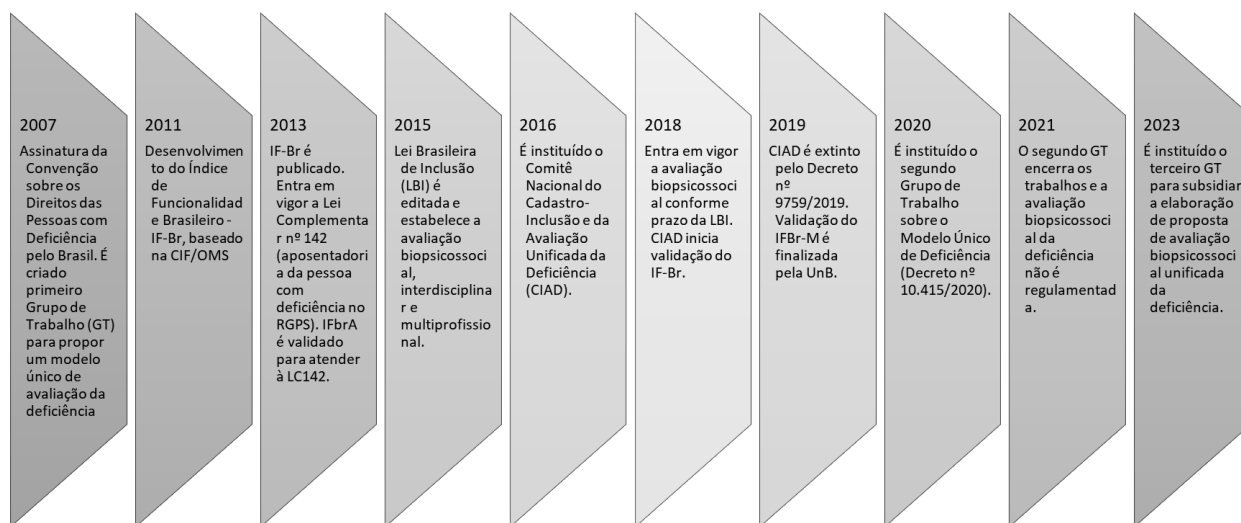 2007
Assinatura da
Convenção
sobre os
Direitos das
Pessoas com
Deficiência
pelo Brasil. É
criado
primeiro
Grupo de
Trabalho (GT)
para propor
um modelo
único de
avaliação da
deficiência
2011
Desenvolvimen
to do Índice
de
Funcionalidad
e Brasileiro -
IF-Br, baseado
na CIF/OMS
2013
IF-Br é
publicado.
Entra em
vigor a Lei
Complementa
r nº 142
(aposentadori
a da pessoa
com
deficiência no
RGPS). IFbrA
é validado
para atender
à LC142.
2015
Lei Brasileira
de Inclusão
(LBI) é
editada e
estabelece a
avaliação
biopsicossoci
al,
interdisciplina
r e
multiprofissio
nal.
2016
É instituído o
Comitê
Nacional do
Cadastro-
Inclusão e da
Avaliação
Unificada da
Deficiência
(CIAD).
2018
Entra em vigor
a avaliação
biopsicossoci
al conforme
prazo da LBI.
CIAD inicia
validação do
IF-Br.
2019
CIAD é extinto
pelo Decreto
nº
9759/2019.
Validação do
IFBr-M é
finalizada
pela UnB.
2020
É instituído o
segundo
Grupo de
Trabalho
sobre o
Modelo Único
de Deficiência
(Decreto nº
10.415/2020).
2021
O segundo GT
encerra os
trabalhos e a
avaliação
biopsicossoci
al da
deficiência
não é
regulamentad
a.
2023
É instituído o
terceiro GT
para subsidiar
a elaboração
de proposta
de avaliação
biopsicossoci
al unificada
da
deficiência.